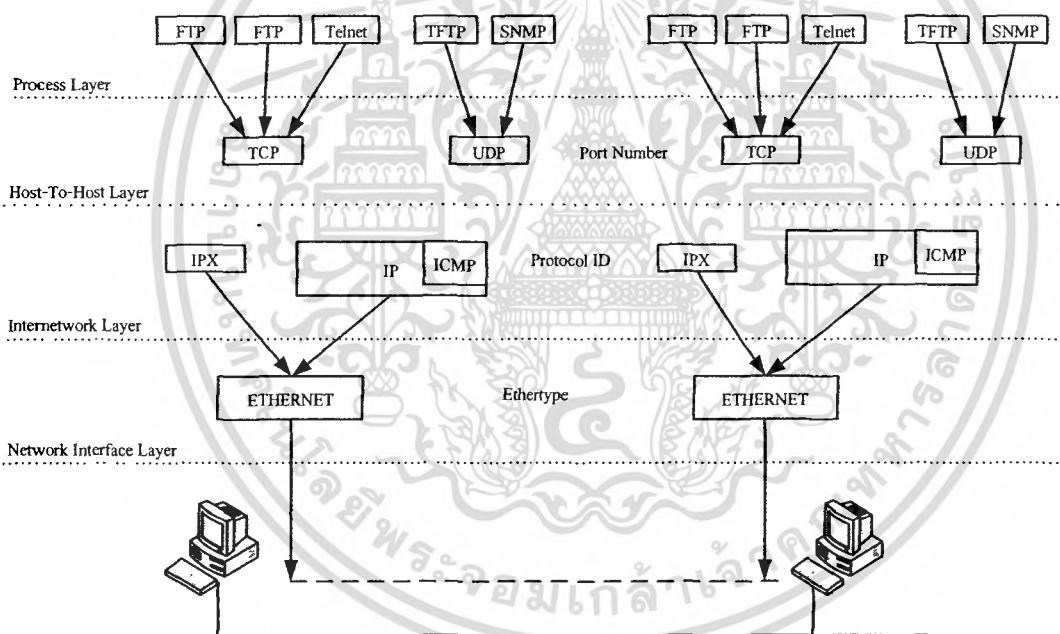 FTP FTP Telnet TFTP SNMP FTP FTP Telnet TFTP SNMP
Process Layer
TCP UDP Port Number TCP UDP
Host-To-Host Layer
IPX IP ICMP Protocol ID IPX IP ICMP
Internetwork Layer
ETHERNET Ethertype ETHERNET
Network Interface Layer